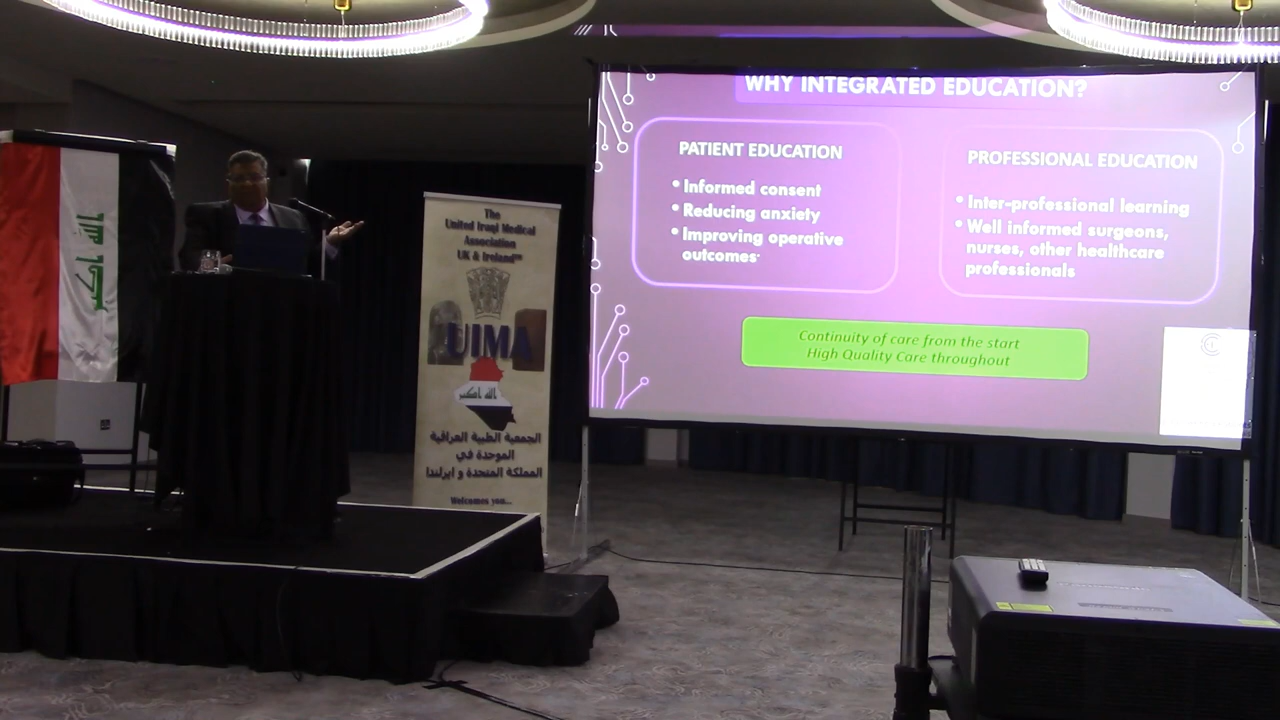 WHY INTEGRATED EDUCATION?
PATIENT EDUCATION
• Informed consent
• Reducing anxiety
• Improving operative
outcomes
PROFESSIONAL EDUCATION
• Inter-professional learning
• Well informed surgeons,
nurses, other healthcare
professionals
Continuity of care from the start
High Quality Care throughout
The
United Iraqi Medical
Association
UK & Ireland
UIMA
الله اكبر
الجمعية الطبية العراقية
الموحدة في
المملكة المتحدة و ايرلندا
Welcomes you...
الله اكبر